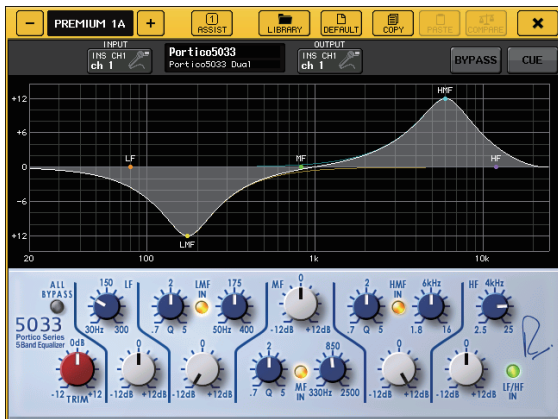 − PREMIUM 1A + 1 ASSIST LIBRARY DEFAULT COPY PASTE COMPARE ×
INPUT Portico5033 OUTPUT
INS CH1 ch 1 Portico5033 Dual INS CH1 ch 1 BYPASS CUE
+12 HMF
+6
0 LF MF HF
−6
+12 LMF
20 100 1k 10k
ALL BYPASS 150 LF 2 LMF IN 175 MF 0 2 HMF IN 6kHz HF 4kHz
30Hz 300 .7 Q 5 50Hz 400 -12dB +12dB .7 Q 5 1.8 16 2.5 25
5033
Portico Series
5Band Equalizer
0dB 0 0 2 850 0 0
-12 TRIM +12 -12dB +12dB -12dB +12dB .7 Q 5 MF IN 330Hz 2500 -12dB +12dB -12dB +12dB LF/HF IN